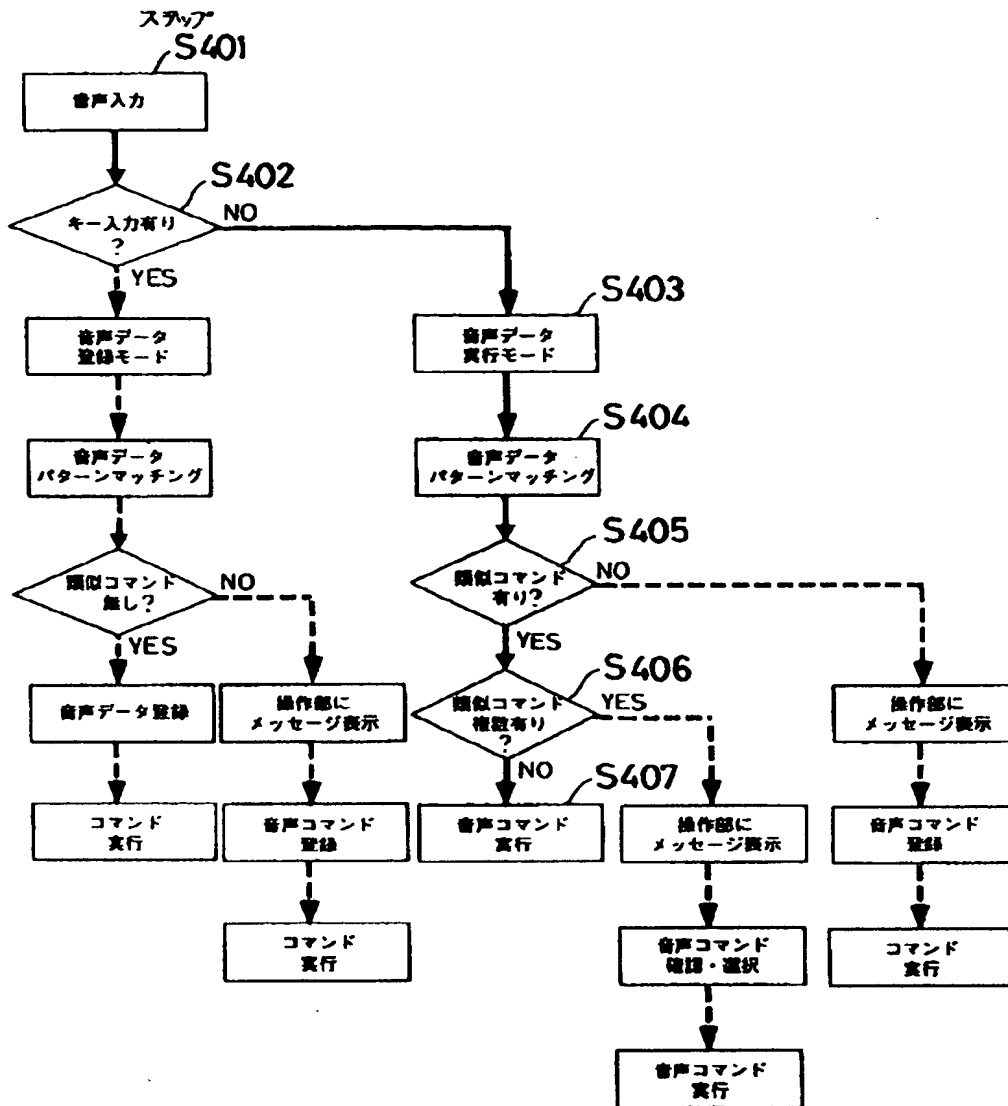 ステップ
S401
音声入力
S402
キー入力有り
?
NO
YES
S403
音声データ
登録モード
音声データ
実行モード
S404
音声データ
パターンマッチング
音声データ
パターンマッチング
S405
類似コマンド
無し?
NO
YES
類似コマンド
有り?
NO
YES
S406
音声データ登録
操作部に
メッセージ表示
類似コマンド
複数有り
?
YES
NO
操作部に
メッセージ表示
S407
コマンド
実行
音声コマンド
登録
音声コマンド
実行
操作部に
メッセージ表示
音声コマンド
登録
コマンド
実行
音声コマンド
確認・選択
コマンド
実行
音声コマンド
実行